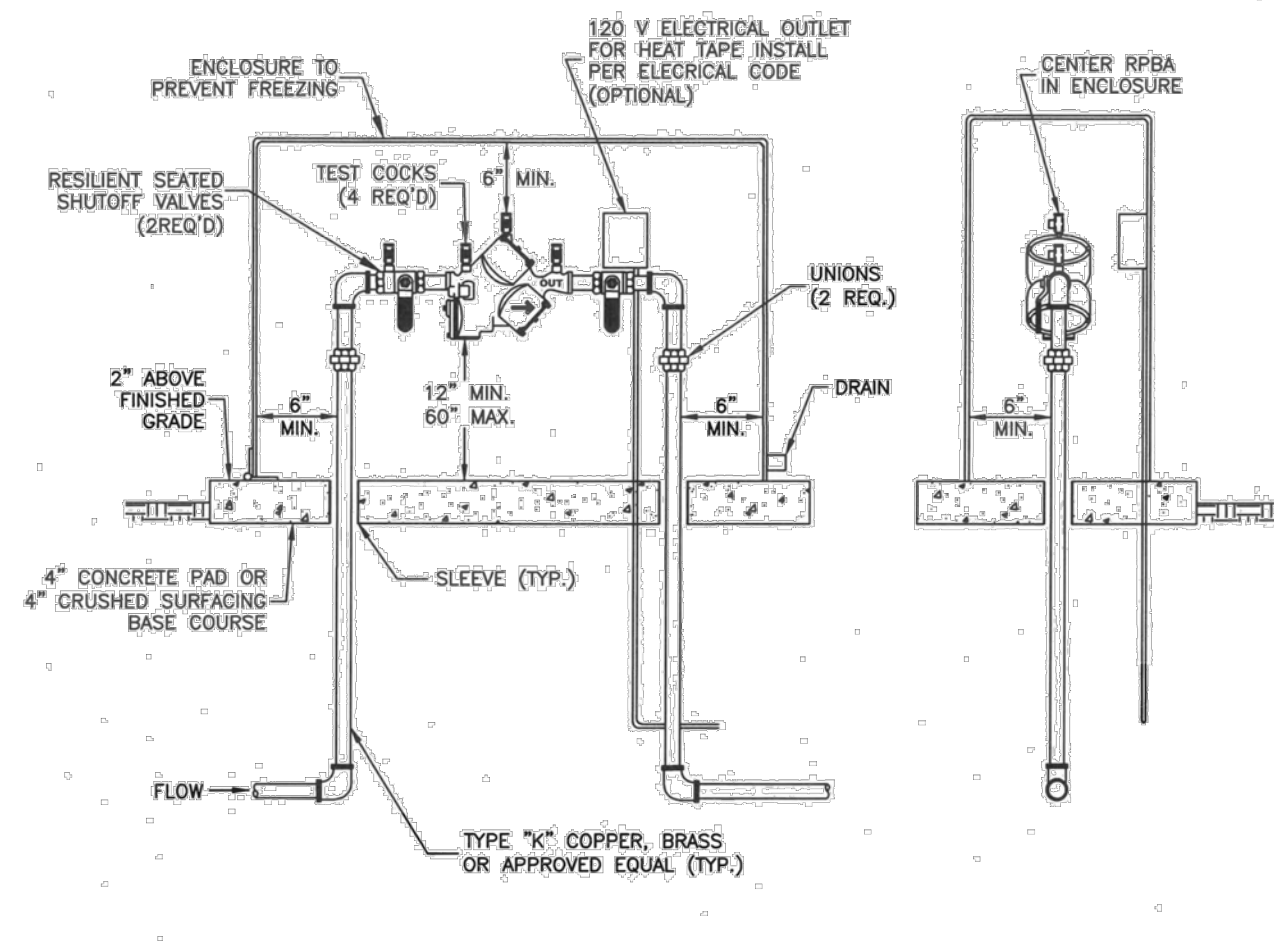 120 V ELECTRICAL OUTLET
FOR HEAT TAPE INSTALL
PER ELECRICAL CODE
(OPTIONAL)
ENCLOSURE TO
PREVENT FREEZING
CENTER RPBA
IN ENCLOSURE
RESILIENT SEATED
SHUTOFF VALVES
(2REQ'D)
TEST COCKS
(4 REQ'D)
6" MIN.
OUT
UNIONS
(2 REQ.)
2" ABOVE
FINISHED
GRADE
6"
MIN.
12" MIN.
60" MAX.
6"
MIN.
DRAIN
6"
MIN.
4" CONCRETE PAD OR
4" CRUSHED SURFACING
BASE COURSE
SLEEVE (TYP.)
FLOW
TYPE "K" COPPER, BRASS
OR APPROVED EQUAL (TYP.)